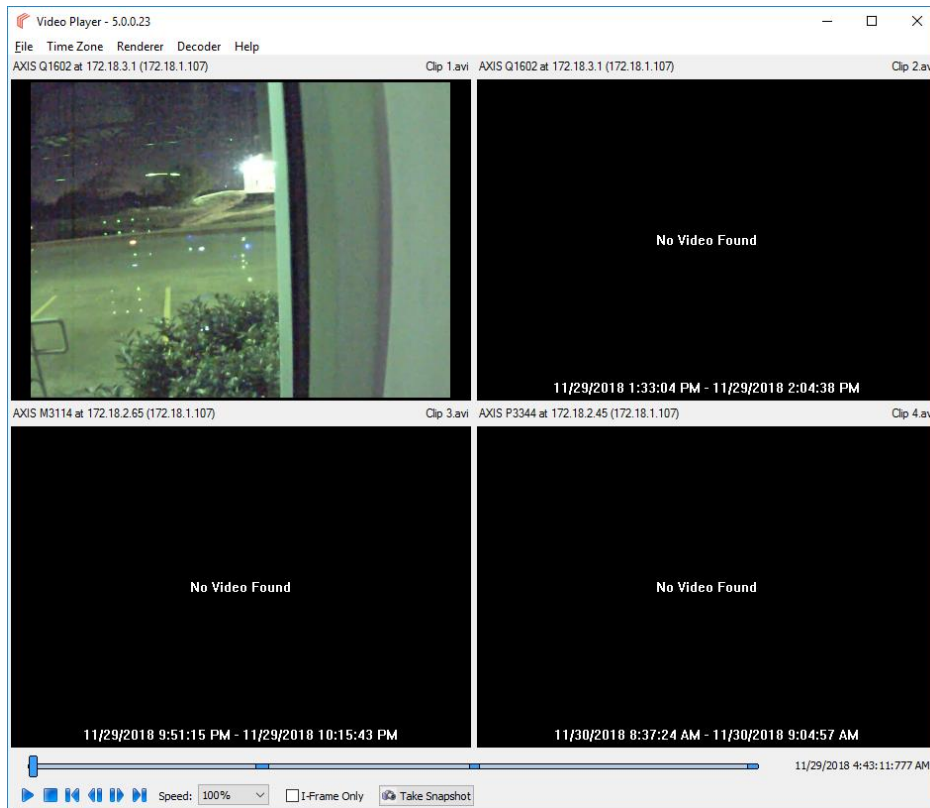 Video Player - 5.0.0.23
File Time Zone Renderer Decoder Help
AXIS Q1602 at 172.18.3.1 (172.18.1.107) Clip 1.avi
AXIS Q1602 at 172.18.3.1 (172.18.1.107) Clip 2.av
No Video Found
11/29/2018 1:33:04 PM - 11/29/2018 2:04:38 PM
AXIS M3114 at 172.18.2.65 (172.18.1.107) Clip 3.avi
AXIS P3344 at 172.18.2.45 (172.18.1.107) Clip 4.av
No Video Found
No Video Found
11/29/2018 9:51:15 PM - 11/29/2018 10:15:43 PM
11/30/2018 8:37:24 AM - 11/30/2018 9:04:57 AM
11/29/2018 4:43:11:777 AM
Speed: 100% I-Frame Only Take Snapshot